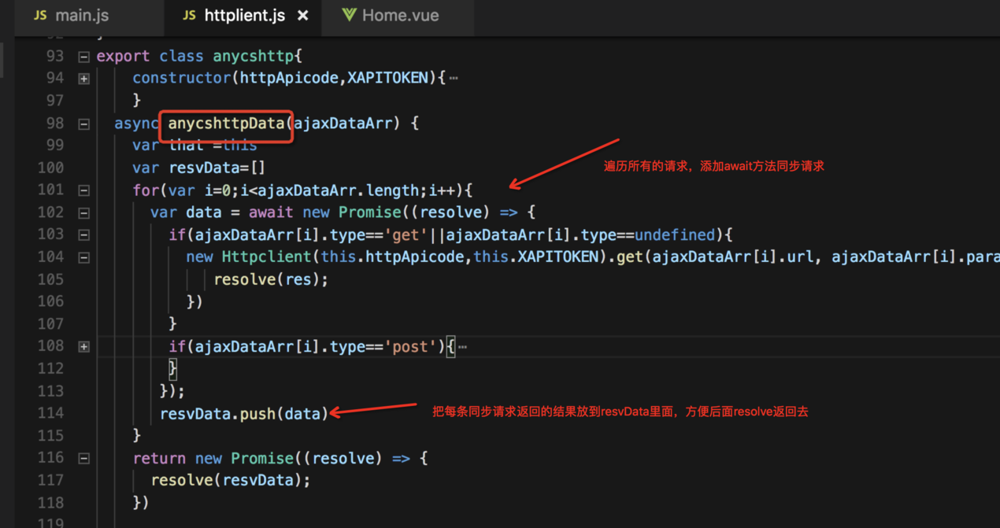 JS main.js JS httplient.js × Home.vue
93 export class anycshttp{
94 constructor(httpApicode,XAPITOKEN){…
97 }
98 async anycshttpData(ajaxDataArr) {
99 var that =this
100 var resvData=[]
遍历所有的请求，添加await方法同步请求
101 for(var i=0;i<ajaxDataArr.length;i++){
102 var data = await new Promise((resolve) => {
103 if(ajaxDataArr[i].type=='get'||ajaxDataArr[i].type==undefined){
104 new Httpclient(this.httpApicode,this.XAPITOKEN).get(ajaxDataArr[i].url, ajaxDataArr[i].para
105 resolve(res);
106 })
107 }
108 if(ajaxDataArr[i].type=='post'){…
112 }
113 });
114 resvData.push(data) 把每条同步请求返回的结果放到resvData里面，方便后面resolve返回去
115 }
116 return new Promise((resolve) => {
117 resolve(resvData);
118 })
119